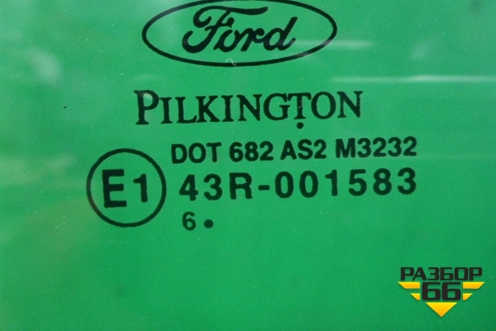 Ford
PILKINGTON
DOT 682 AS2 M3232
E1 43R-001583
6 •
РАЗБОР
66